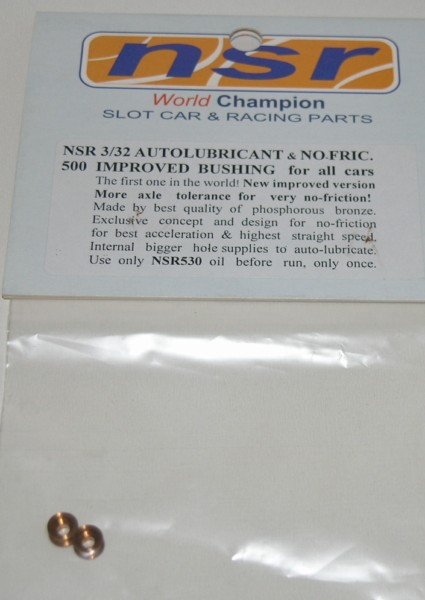 nsr
World Champion
SLOT CAR & RACING PARTS
NSR 3/32 AUTOLUBRICANT & NO-FRIC.
500 IMPROVED BUSHING for all cars
The first one in the world! New improved version
More axle tolerance for very no-friction!
Made by best quality of phosphorous bronze.
Exclusive concept and design for no-friction
for best acceleration & highest straight speed.
Internal bigger hole supplies to auto-lubricate.
Use only NSR530 oil before run, only once.